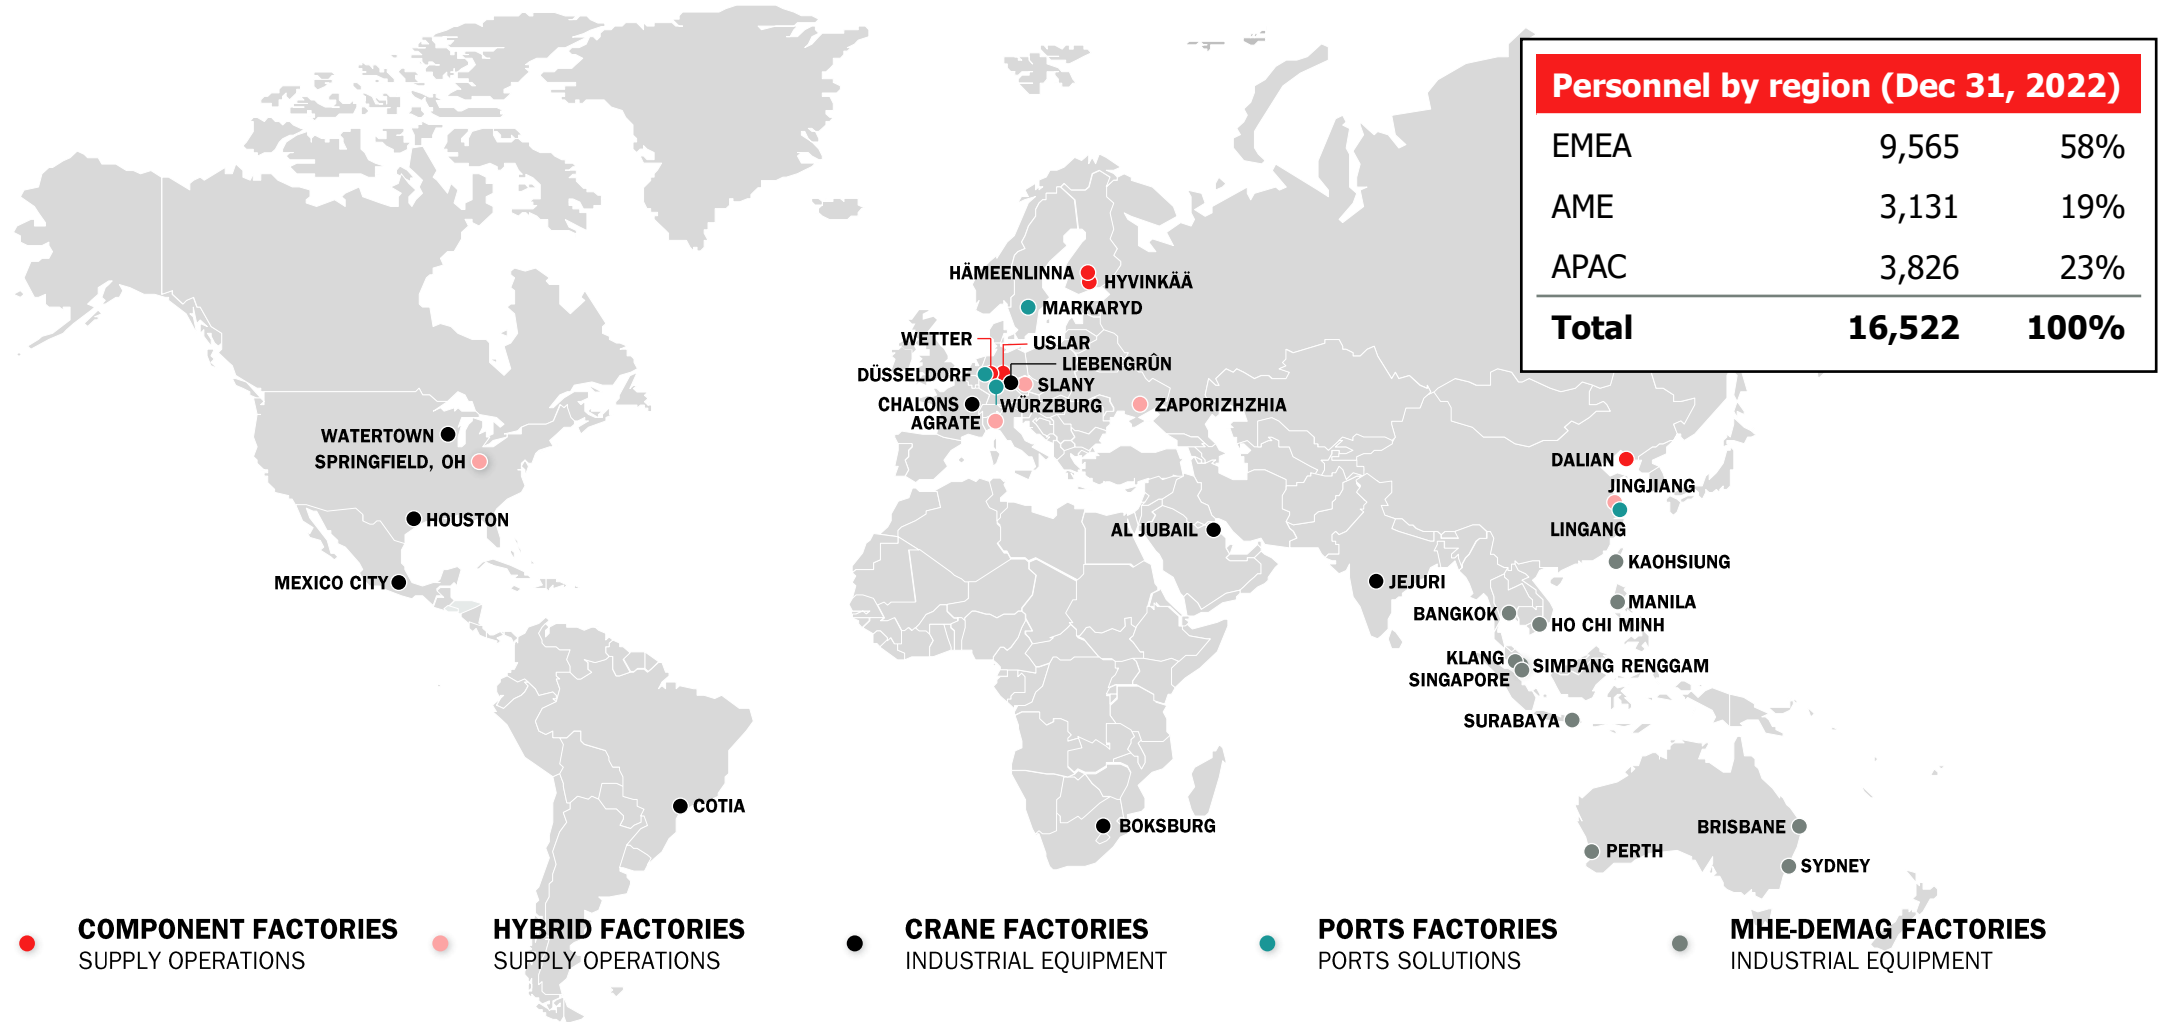 Personnel by region (Dec 31, 2022)
EMEA 9,565 58%
AME 3,131 19%
APAC 3,826 23%
Total 16,522 100%
HÄMEENLINNA
HYVINKÄÄ
MARKARYD
WETTER
USLAR
LIEBENGRÛN
DÜSSELDORF
SLANY
CHALONS
WÜRZBURG
ZAPORIZHZHIA
AGRATE
WATERTOWN
SPRINGFIELD, OH
HOUSTON
MEXICO CITY
COTIA
AL JUBAIL
BOKSBURG
DALIAN
JINGJIANG
LINGANG
KAOHSIUNG
JEJURI
MANILA
BANGKOK
HO CHI MINH
KLANG
SIMPANG RENGGAM
SINGAPORE
SURABAYA
BRISBANE
PERTH
SYDNEY
COMPONENT FACTORIES
SUPPLY OPERATIONS
HYBRID FACTORIES
SUPPLY OPERATIONS
CRANE FACTORIES
INDUSTRIAL EQUIPMENT
PORTS FACTORIES
PORTS SOLUTIONS
MHE-DEMAG FACTORIES
INDUSTRIAL EQUIPMENT